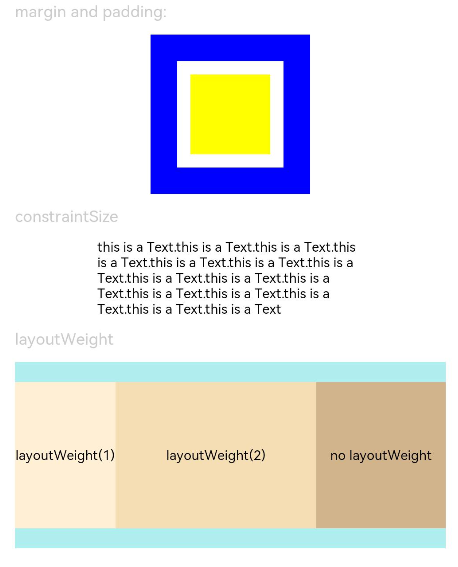 margin and padding:
constraintSize
this is a Text.this is a Text.this is a Text.this
is a Text.this is a Text.this is a Text.this is a
Text.this is a Text.this is a Text.this is a
Text.this is a Text.this is a Text.this is a
Text.this is a Text.this is a Text
layoutWeight
layoutWeight(1) layoutWeight(2) no layoutWeight